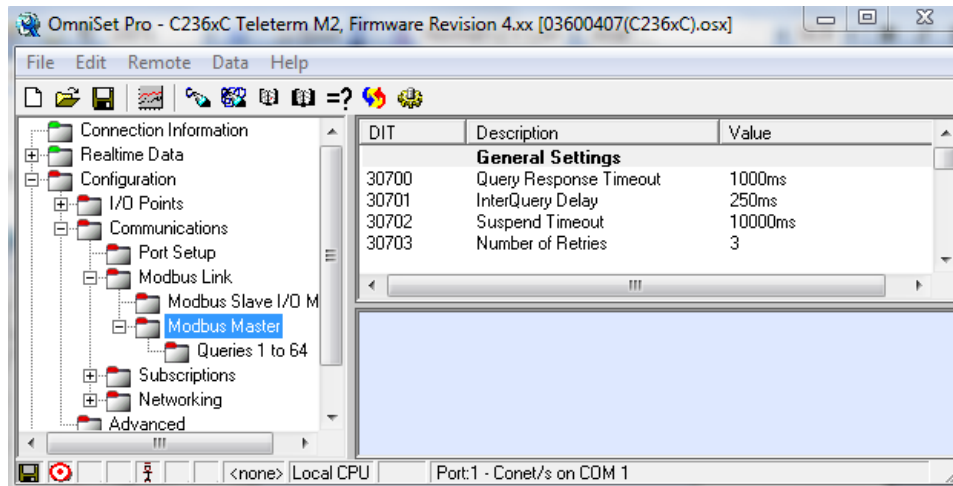 OmniSet Pro - C236xC Teleterm M2, Firmware Revision 4.xx [03600407(C236xC).osx]
File Edit Remote Data Help
=?
Connection Information
Realtime Data
Configuration
I/O Points
Communications
Port Setup
Modbus Link
Modbus Slave I/O M
Modbus Master
Queries 1 to 64
Subscriptions
Networking
Advanced
DIT Description Value
General Settings
30700 Query Response Timeout 1000ms
30701 InterQuery Delay 250ms
30702 Suspend Timeout 10000ms
30703 Number of Retries 3
<none> Local CPU Port:1 - Conet/s on COM 1